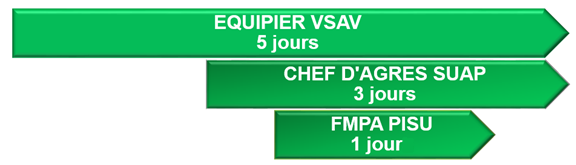 EQUIPIER VSAV
5 jours
CHEF D'AGRES SUAP
3 jours
FMPA PISU
1 jour